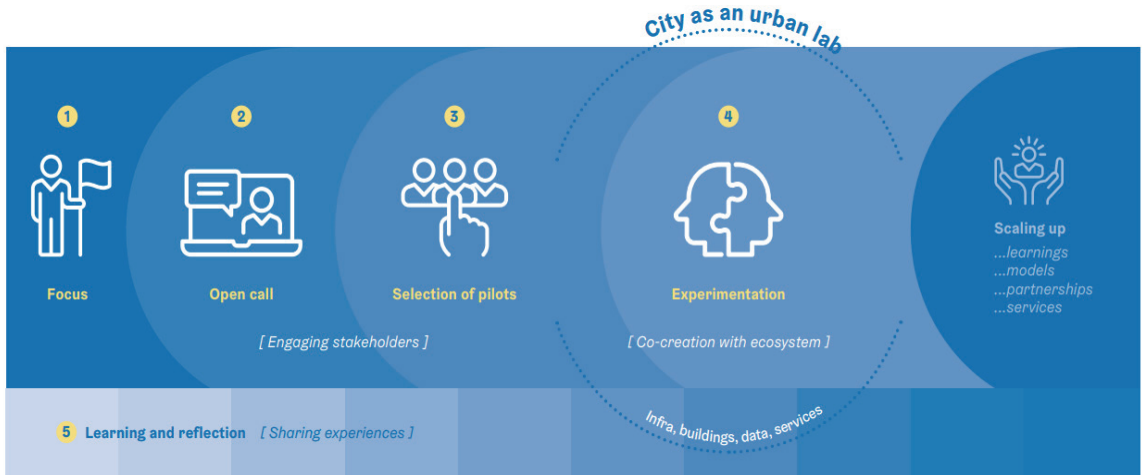 City as an urban lab
1
2
3
4
Focus
Open call
Selection of pilots
Experimentation
[ Engaging stakeholders ]
[ Co-creation with ecosystem ]
Scaling up
...learnings
...models
...partnerships
...services
5 Learning and reflection [ Sharing experiences ]
Infra, buildings, data, services